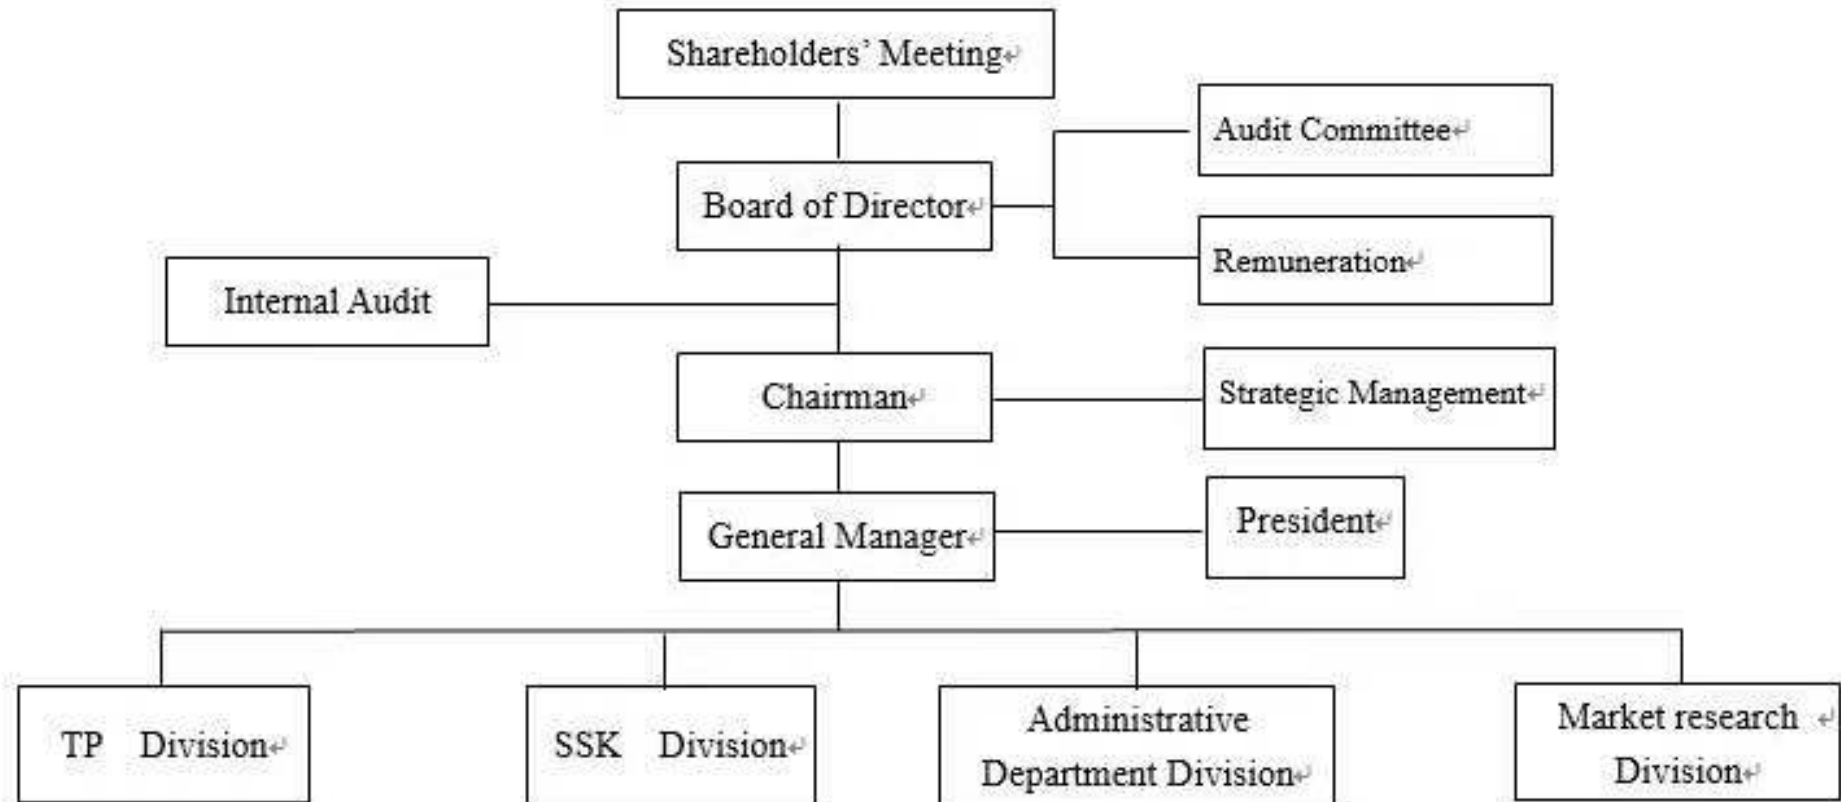 Shareholders’ Meeting
Audit Committee
Board of Director
Remuneration
Internal Audit
Chairman
Strategic Management
General Manager
President
TP Division
SSK Division
Administrative
Department Division
Market research
Division